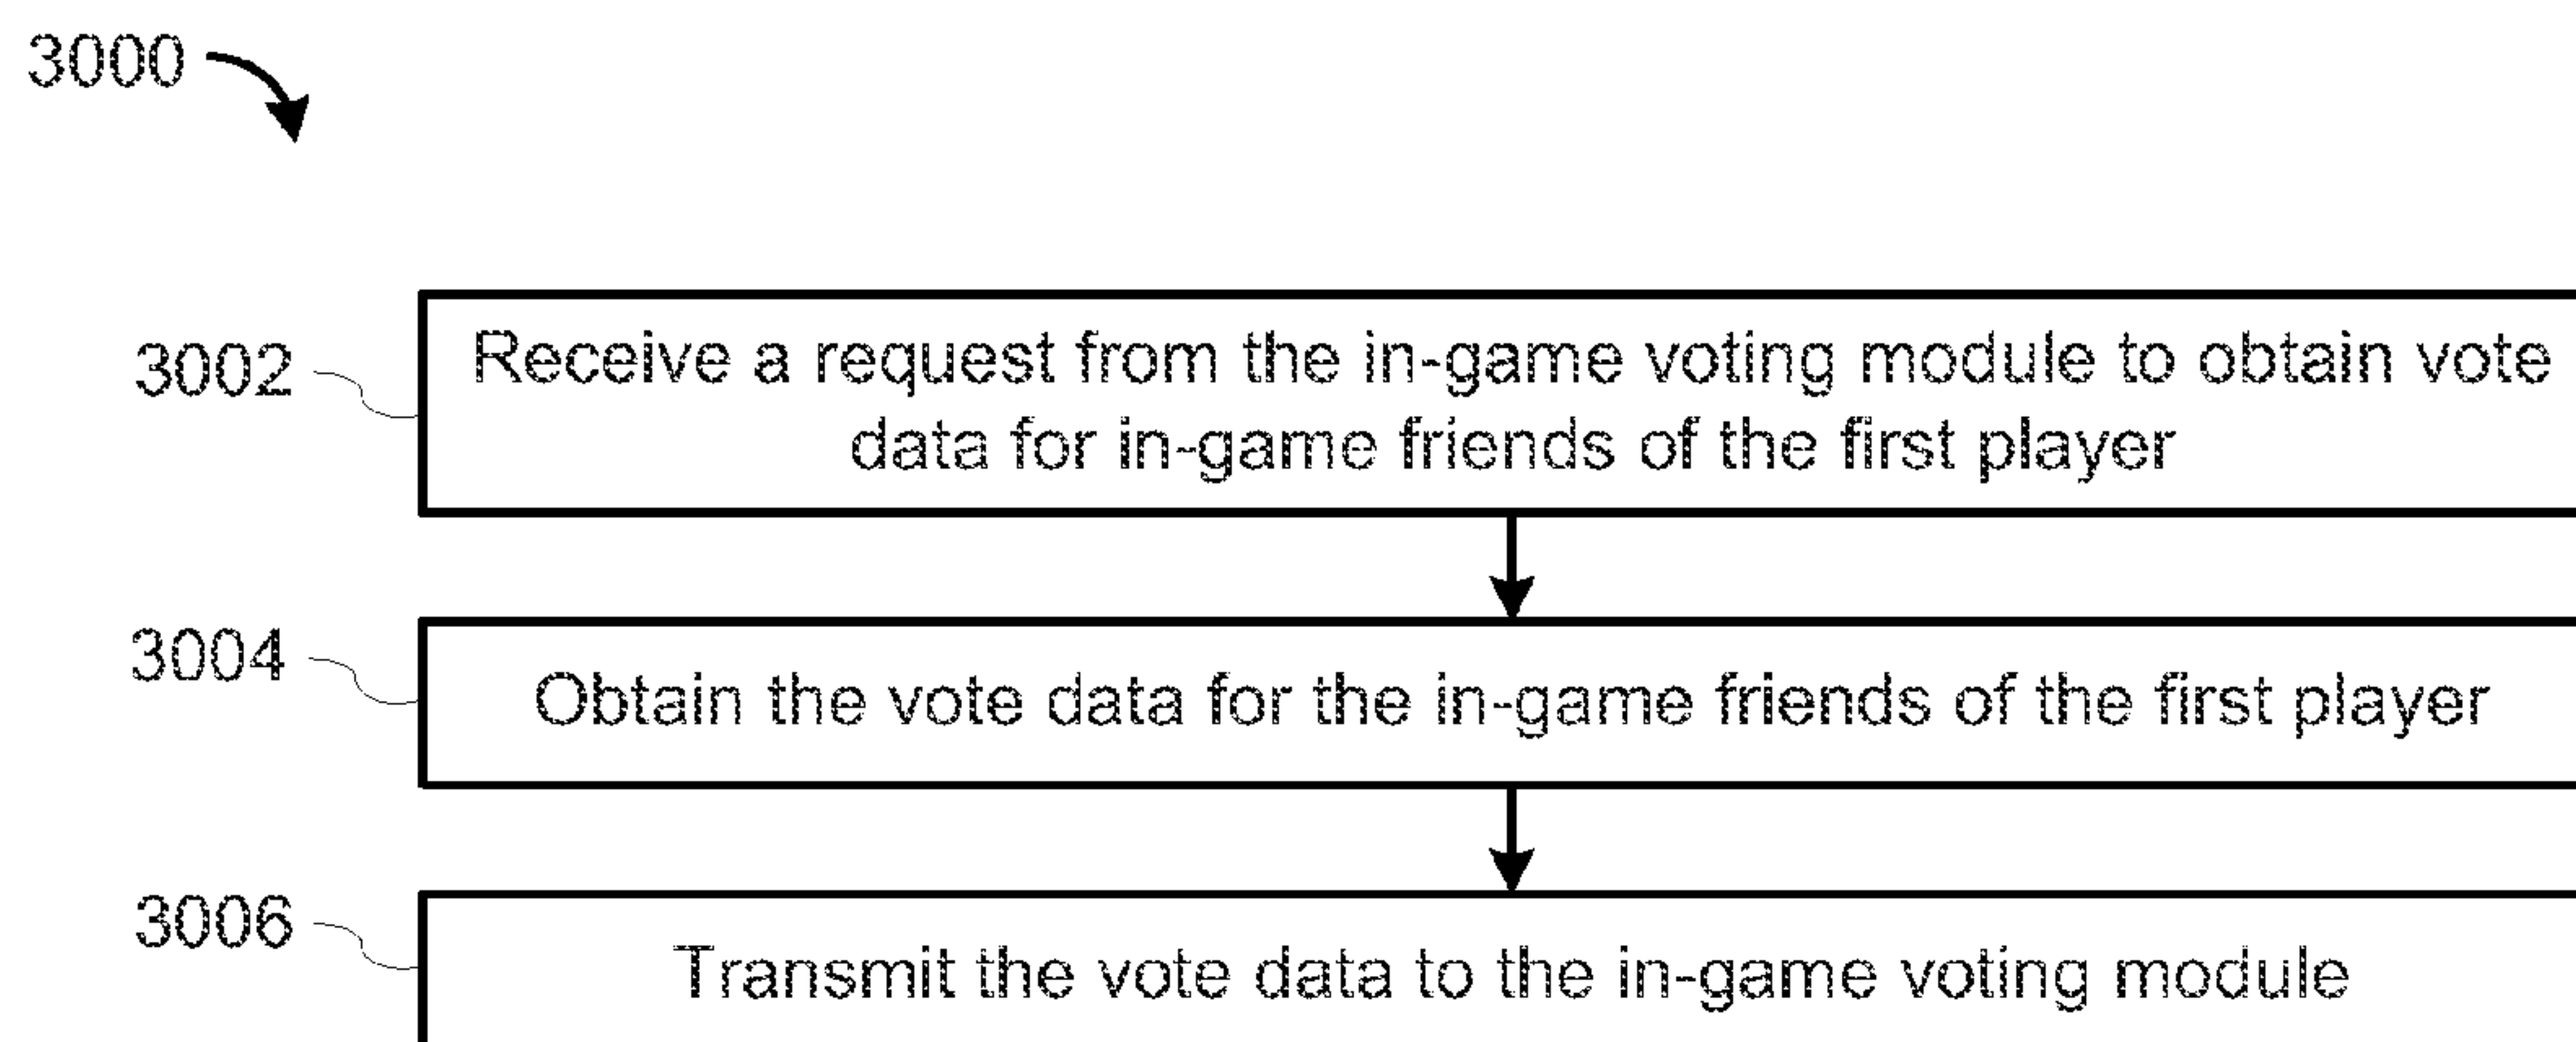 3000
3002
Receive a request from the in-game voting module to obtain vote
data for in-game friends of the first player
3004
Obtain the vote data for the in-game friends of the first player
3006
Transmit the vote data to the in-game voting module